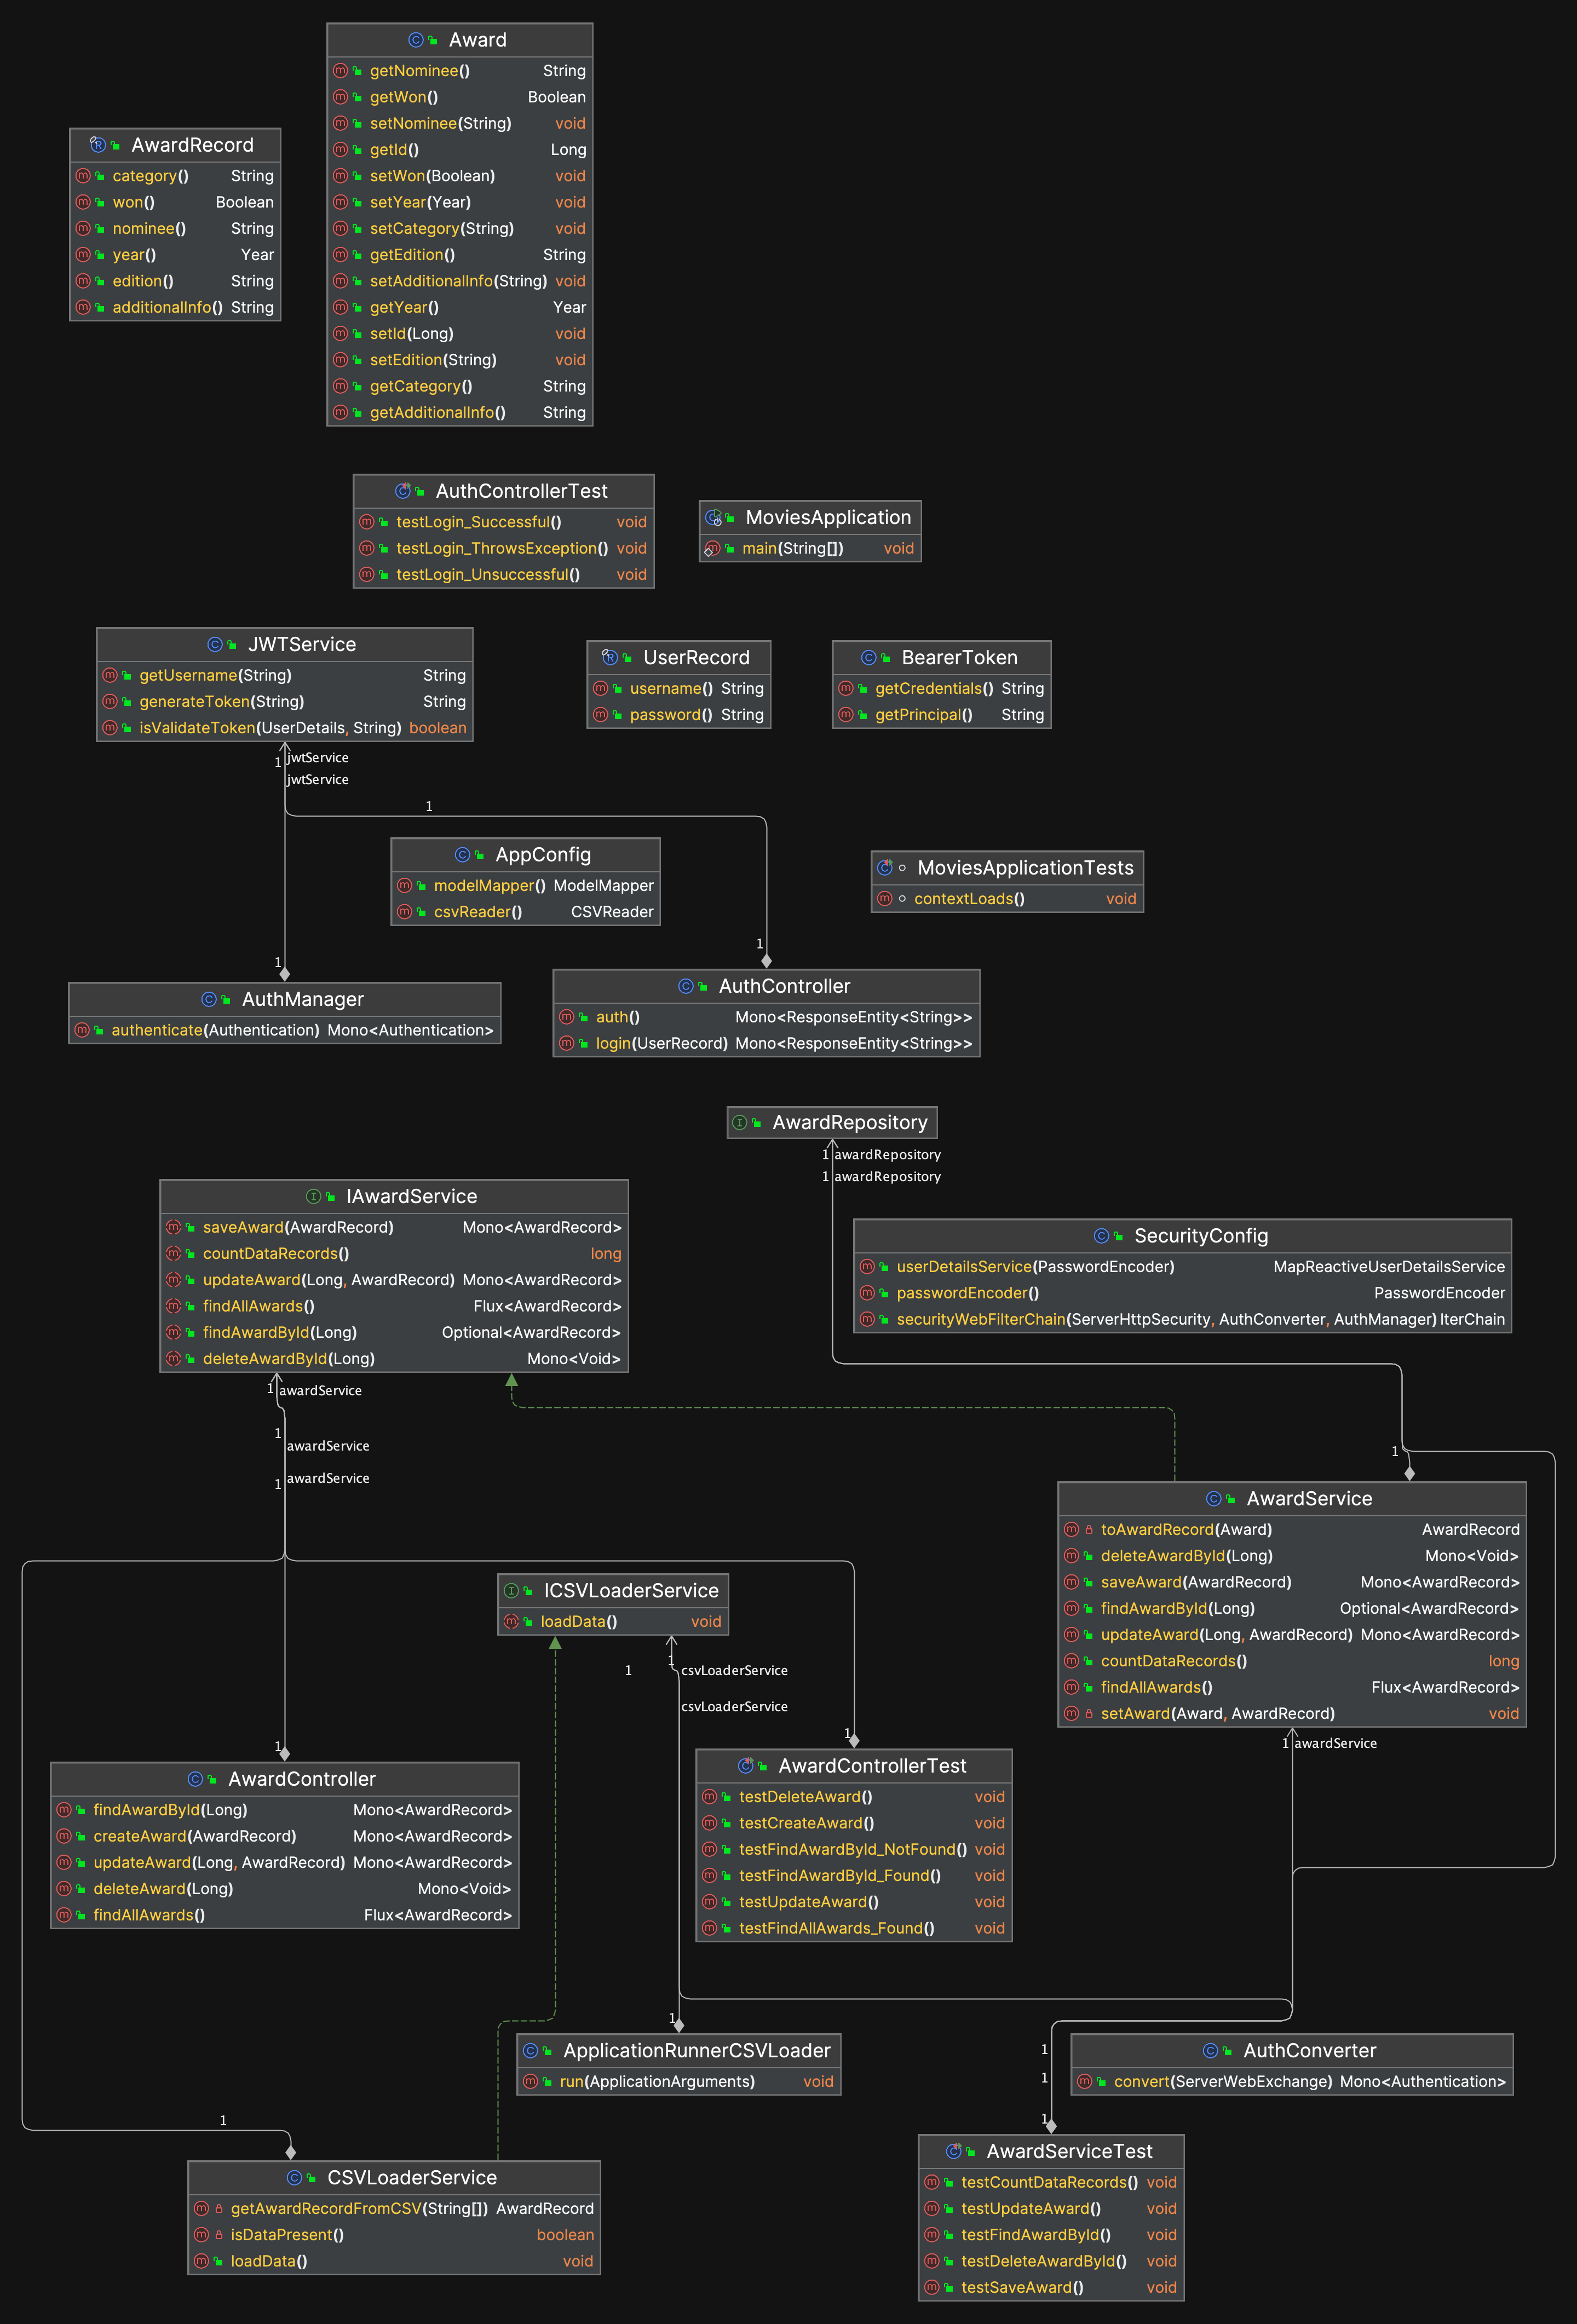 Award
getNominee() String
getWon() Boolean
setNominee(String) void
getId() Long
setWon(Boolean) void
setYear(Year) void
setCategory(String) void
getEdition() String
setAdditionalInfo(String) void
getYear() Year
setId(Long) void
setEdition(String) void
getCategory() String
getAdditionalInfo() String
AwardRecord
category() String
won() Boolean
nominee() String
year() Year
edition() String
additionalInfo() String
AuthControllerTest
testLogin_Successful() void
testLogin_ThrowsException() void
testLogin_Unsuccessful() void
MoviesApplication
main(String[]) void
JWTService
getUsername(String) String
generateToken(String) String
isValidateToken(UserDetails, String) boolean
UserRecord
username() String
password() String
BearerToken
getCredentials() String
getPrincipal() String
1 jwtService
jwtService
1
AppConfig
modelMapper() ModelMapper
csvReader() CSVReader
MoviesApplicationTests
contextLoads() void
1
1
AuthManager
authenticate(Authentication) Mono<Authentication>
AuthController
auth() Mono<ResponseEntity<String>>
login(UserRecord) Mono<ResponseEntity<String>>
AwardRepository
1 awardRepository
1 awardRepository
IAwardService
saveAward(AwardRecord) Mono<AwardRecord>
countDataRecords() long
updateAward(Long, AwardRecord) Mono<AwardRecord>
findAllAwards() Flux<AwardRecord>
findAwardById(Long) Optional<AwardRecord>
deleteAwardById(Long) Mono<Void>
SecurityConfig
userDetailsService(PasswordEncoder) MapReactiveUserDetailsService
passwordEncoder() PasswordEncoder
securityWebFilterChain(ServerHttpSecurity, AuthConverter, AuthManager) lterChain
1 awardService
1
awardService
1 awardService
1
AwardService
toAwardRecord(Award) AwardRecord
deleteAwardById(Long) Mono<Void>
saveAward(AwardRecord) Mono<AwardRecord>
findAwardById(Long) Optional<AwardRecord>
updateAward(Long, AwardRecord) Mono<AwardRecord>
countDataRecords() long
findAllAwards() Flux<AwardRecord>
setAward(Award, AwardRecord) void
ICSVLoaderService
loadData() void
1
1 csvLoaderService
csvLoaderService
1
1
1 awardService
AwardController
findAwardById(Long) Mono<AwardRecord>
createAward(AwardRecord) Mono<AwardRecord>
updateAward(Long, AwardRecord) Mono<AwardRecord>
deleteAward(Long) Mono<Void>
findAllAwards() Flux<AwardRecord>
AwardControllerTest
testDeleteAward() void
testCreateAward() void
testFindAwardById_NotFound() void
testFindAwardById_Found() void
testUpdateAward() void
testFindAllAwards_Found() void
1
ApplicationRunnerCSVLoader
run(ApplicationArguments) void
1
1
1
AuthConverter
convert(ServerWebExchange) Mono<Authentication>
1
CSVLoaderService
getAwardRecordFromCSV(String[]) AwardRecord
isDataPresent() boolean
loadData() void
AwardServiceTest
testCountDataRecords() void
testUpdateAward() void
testFindAwardById() void
testDeleteAwardById() void
testSaveAward() void